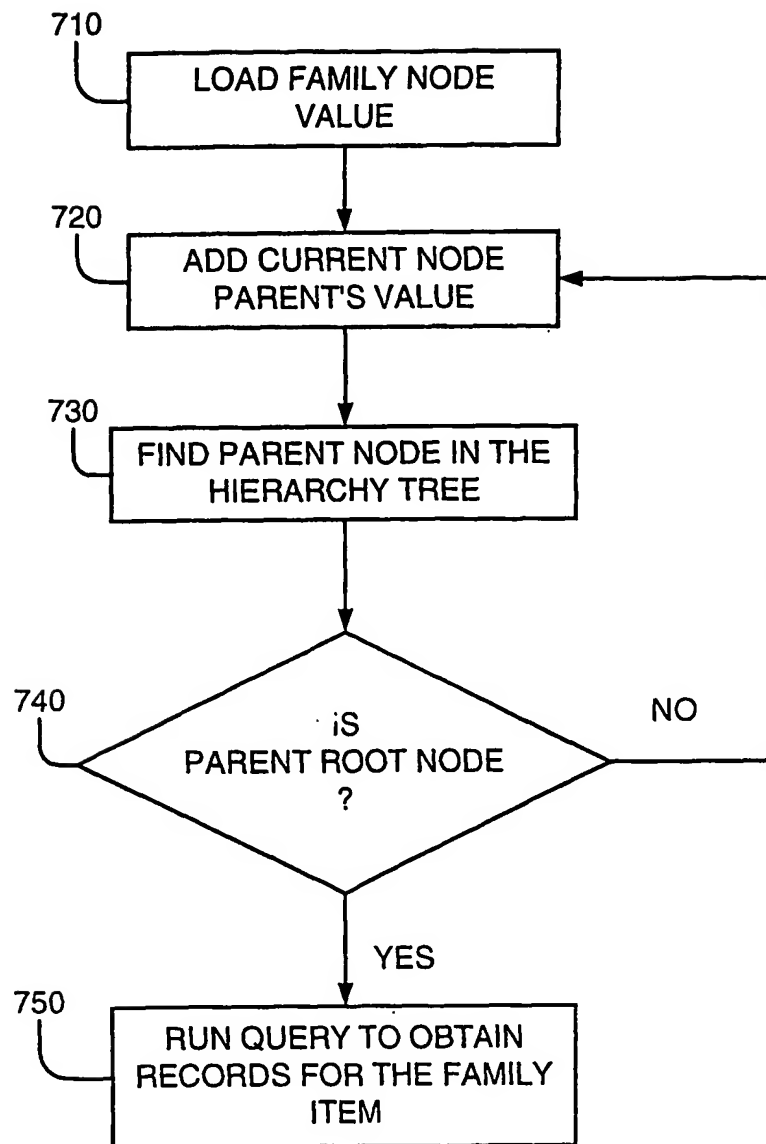 710
LOAD FAMILY NODE
VALUE
720
ADD CURRENT NODE
PARENT'S VALUE
730
FIND PARENT NODE IN THE
HIERARCHY TREE
740
iS
PARENT ROOT NODE
?
NO
YES
750
RUN QUERY TO OBTAIN
RECORDS FOR THE FAMILY
ITEM